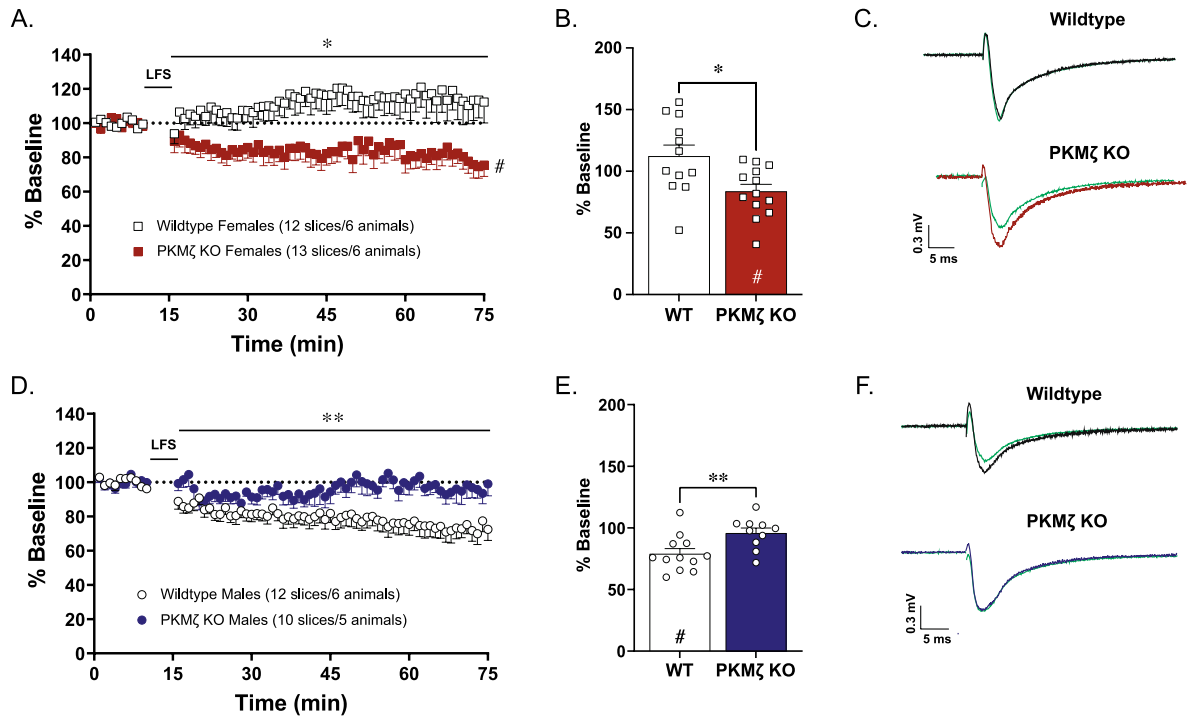 A.
% Baseline
140
120
100
80
60
40
20
0
LFS
*
#
Wildtype Females (12 slices/6 animals)
PKMζ KO Females (13 slices/6 animals)
0 15 30 45 60 75
Time (min)
B.
% Baseline
200
150
100
50
0
*
#
WT PKMζ KO
C.
Wildtype
PKMζ KO
0.3 mV
5 ms
D.
% Baseline
140
120
100
80
60
40
20
0
LFS
**
Wildtype Males (12 slices/6 animals)
PKMζ KO Males (10 slices/5 animals)
0 15 30 45 60 75
Time (min)
E.
% Baseline
200
150
100
50
0
**
#
WT PKMζ KO
F.
Wildtype
PKMζ KO
0.3 mV
5 ms